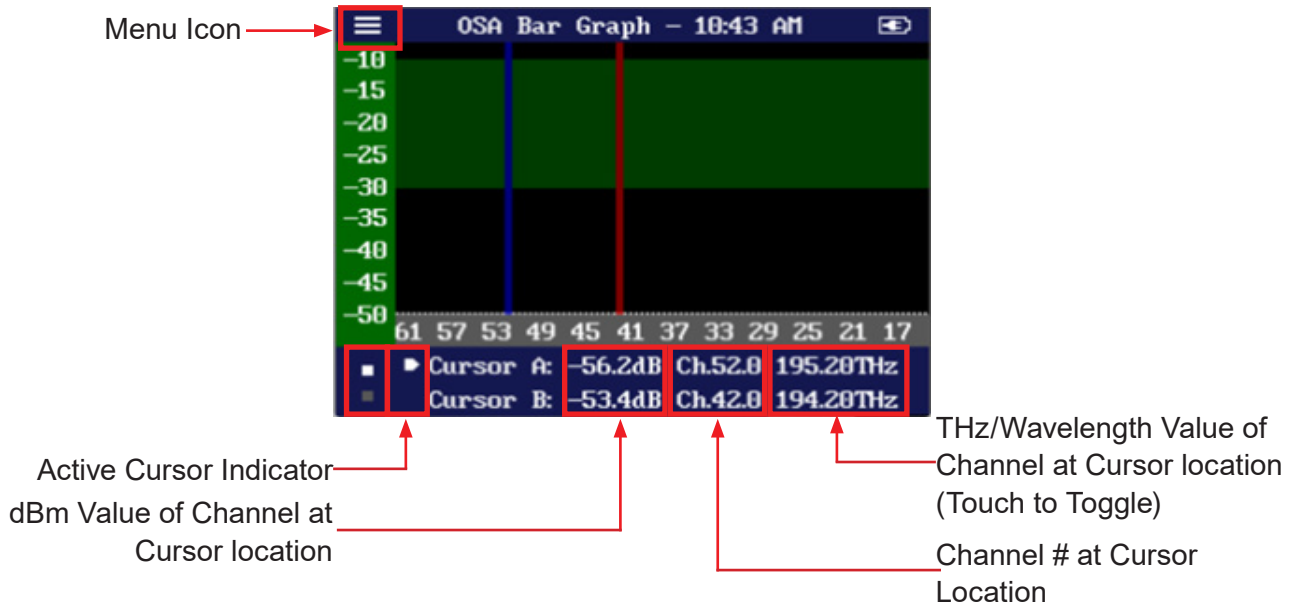 Menu Icon
OSA Bar Graph – 10:43 AM
-10
-15
-20
-25
-30
-35
-40
-45
-50
61 57 53 49 45 41 37 33 29 25 21 17
Cursor A: -56.2dB Ch.52.0 195.20THz
Cursor B: -53.4dB Ch.42.0 194.20THz
Active Cursor Indicator
dBm Value of Channel at
Cursor location
THz/Wavelength Value of
Channel at Cursor location
(Touch to Toggle)
Channel # at Cursor
Location